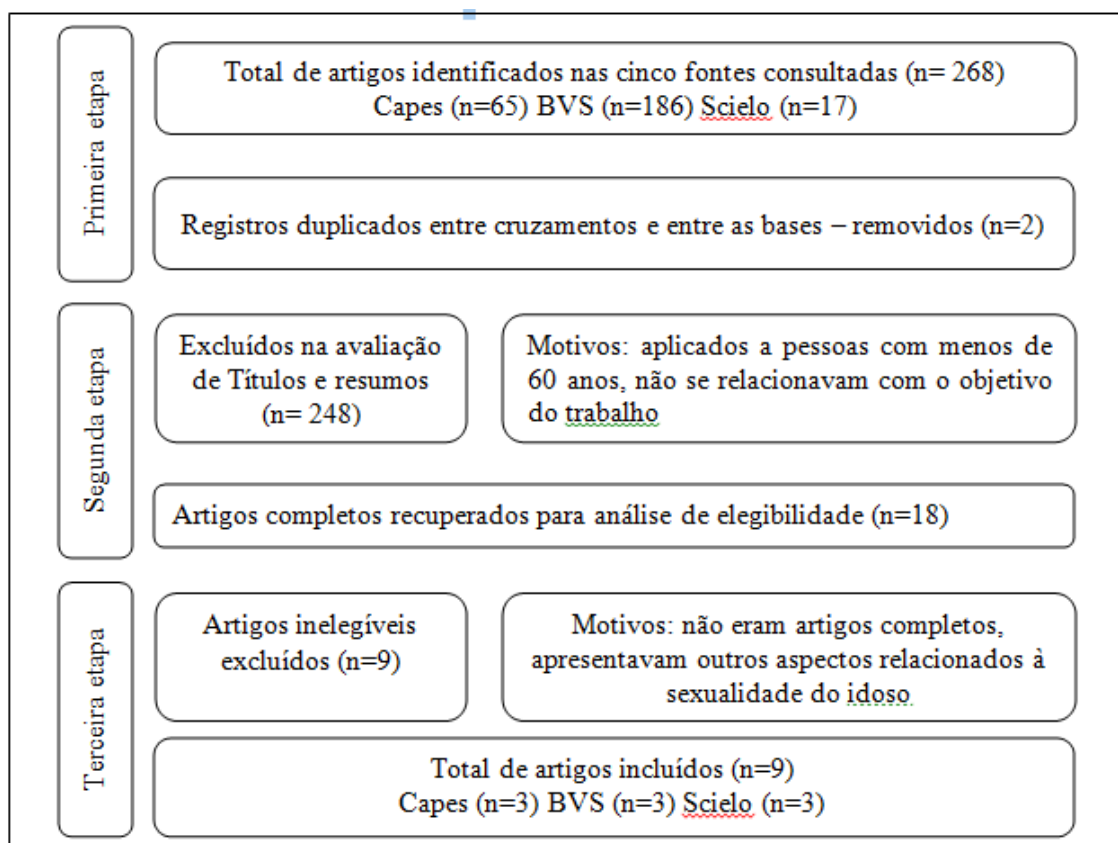 Primeira etapa
Total de artigos identificados nas cinco fontes consultadas (n= 268)
Capes (n=65) BVS (n=186) Scielo (n=17)
Registros duplicados entre cruzamentos e entre as bases – removidos (n=2)
Segunda etapa
Excluídos na avaliação
de Títulos e resumos
(n= 248)
Motivos: aplicados a pessoas com menos de
60 anos, não se relacionavam com o objetivo
do trabalho
Artigos completos recuperados para análise de elegibilidade (n=18)
Terceira etapa
Artigos inelegíveis
excluídos (n=9)
Motivos: não eram artigos completos,
apresentavam outros aspectos relacionados à
sexualidade do idoso
Total de artigos incluídos (n=9)
Capes (n=3) BVS (n=3) Scielo (n=3)